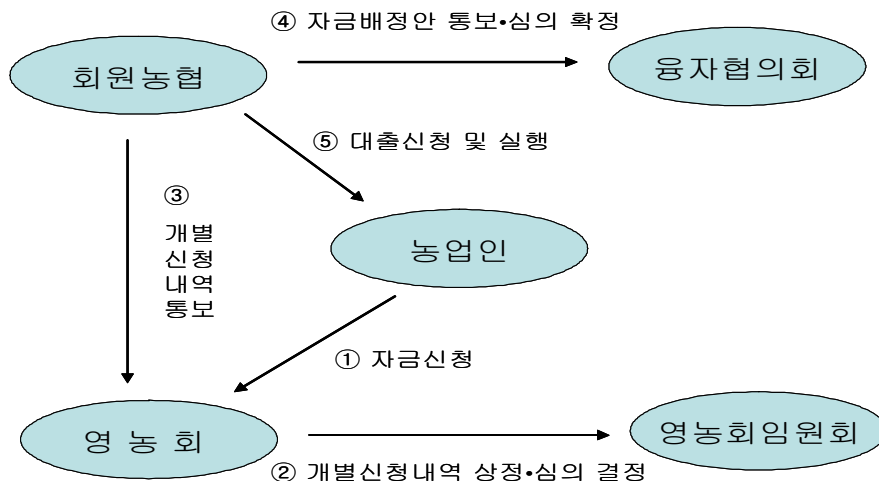 ④ 자금배정안 통보•심의 확정
회원농협
융자협의회
⑤ 대출신청 및 실행
③
개별
신청
내역
통보
농업인
① 자금신청
영 농 회
영농회임원회
② 개별신청내역 상정•심의 결정